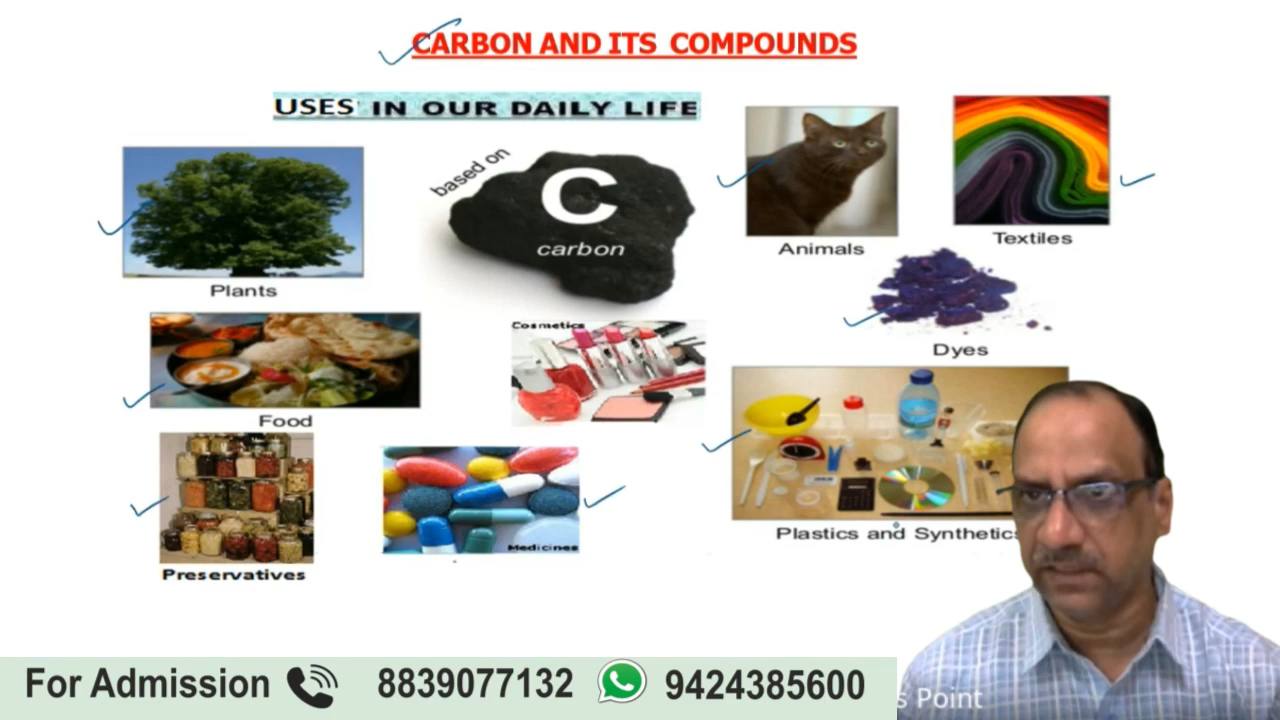 CARBON AND ITS COMPOUNDS
USES IN OUR DAILY LIFE
based on
C
carbon
Plants
Animals
Textiles
Dyes
Cosmetics
Food
Preservatives
Medicines
Plastics and Synthetics
For Admission 8839077132 9424385600
s Point